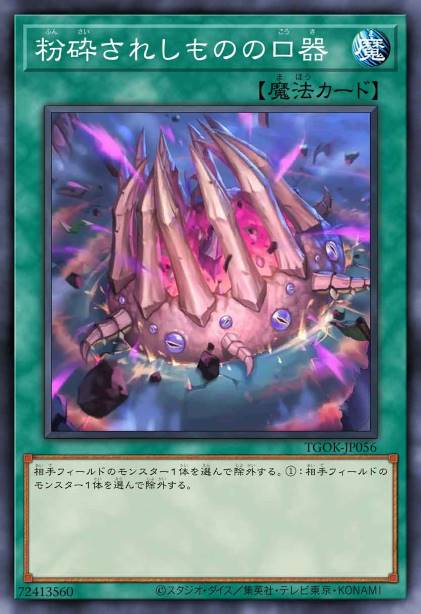 粉砕されしものの口器
魔
【魔法カード】
TGOK-JP056
相手フィールドのモンスター1体を選んで除外する。①：相手フィールドの
モンスター1体を選んで除外する。
72413560
©スタジオ・ダイス／集英社・テレビ東京・KONAMI